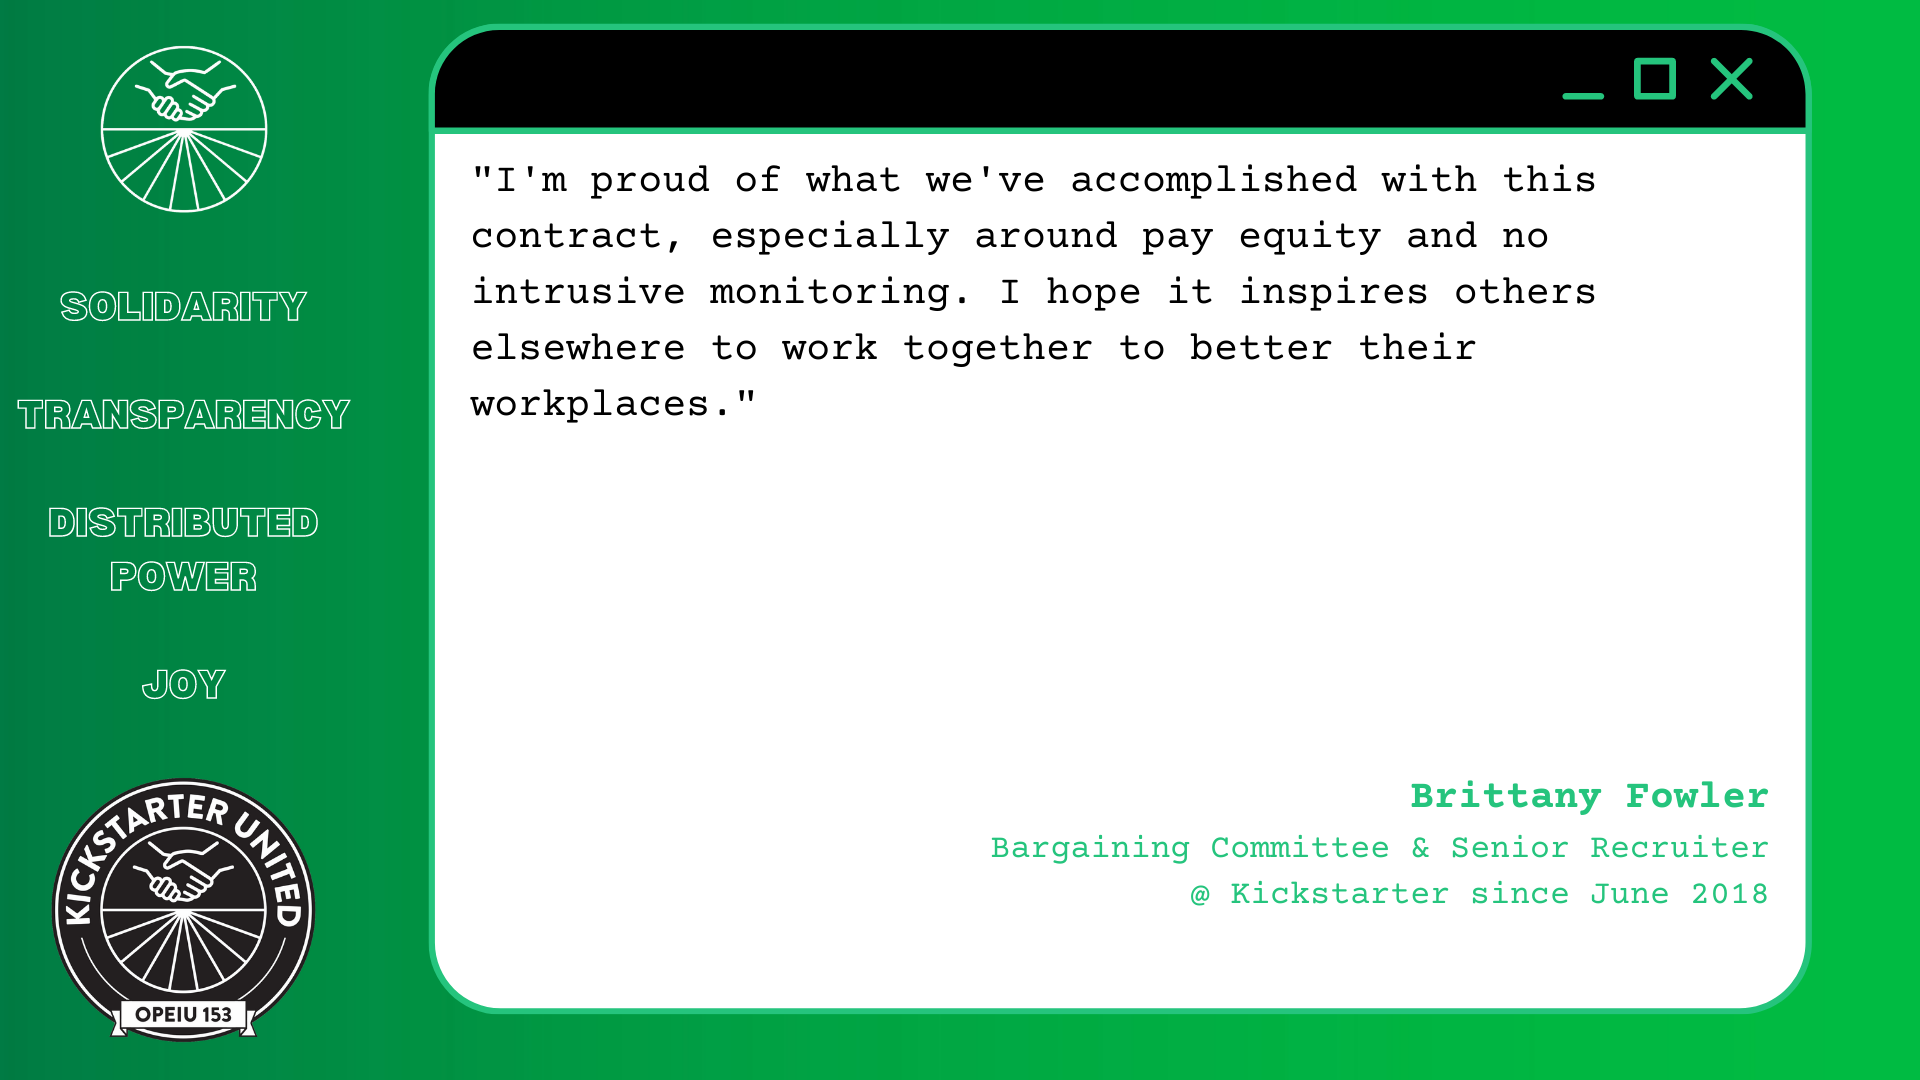 SOLIDARITY
TRANSPARENCY
DISTRIBUTED
POWER
JOY
KICKSTARTER UNITED
OPEIU 153
"I'm proud of what we've accomplished with this
contract, especially around pay equity and no
intrusive monitoring. I hope it inspires others
elsewhere to work together to better their
workplaces."
Brittany Fowler
Bargaining Committee & Senior Recruiter
@ Kickstarter since June 2018